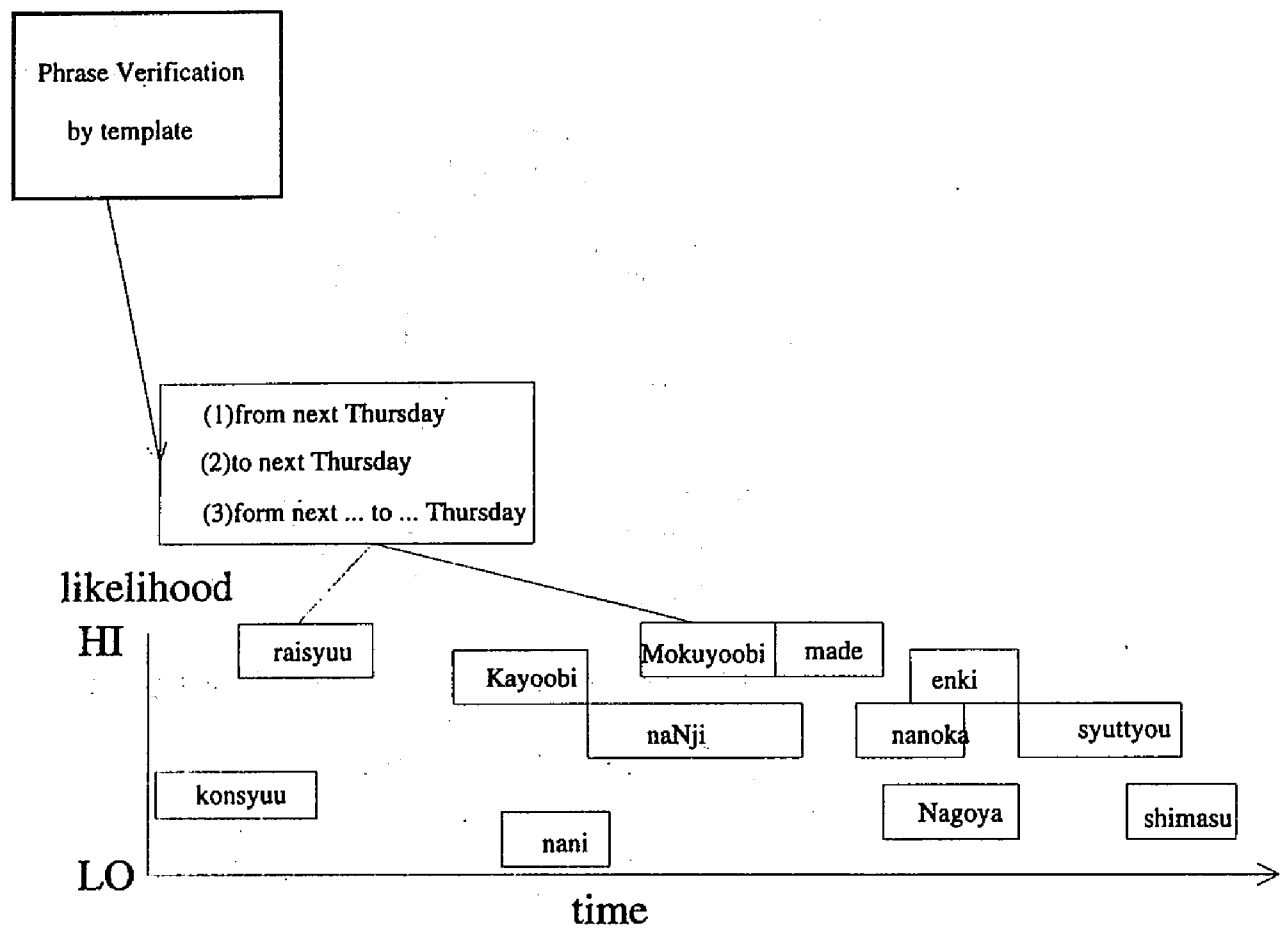 Phrase Verification
by template
(1)from next Thursday
(2)to next Thursday
(3)form next ... to ... Thursday
likelihood
HI
raisyuu
Mokuyoobi made
Kayoobi
enki
naNji
nanoka
syuttyou
konsyuu
Nagoya
shimasu
nani
LO
time